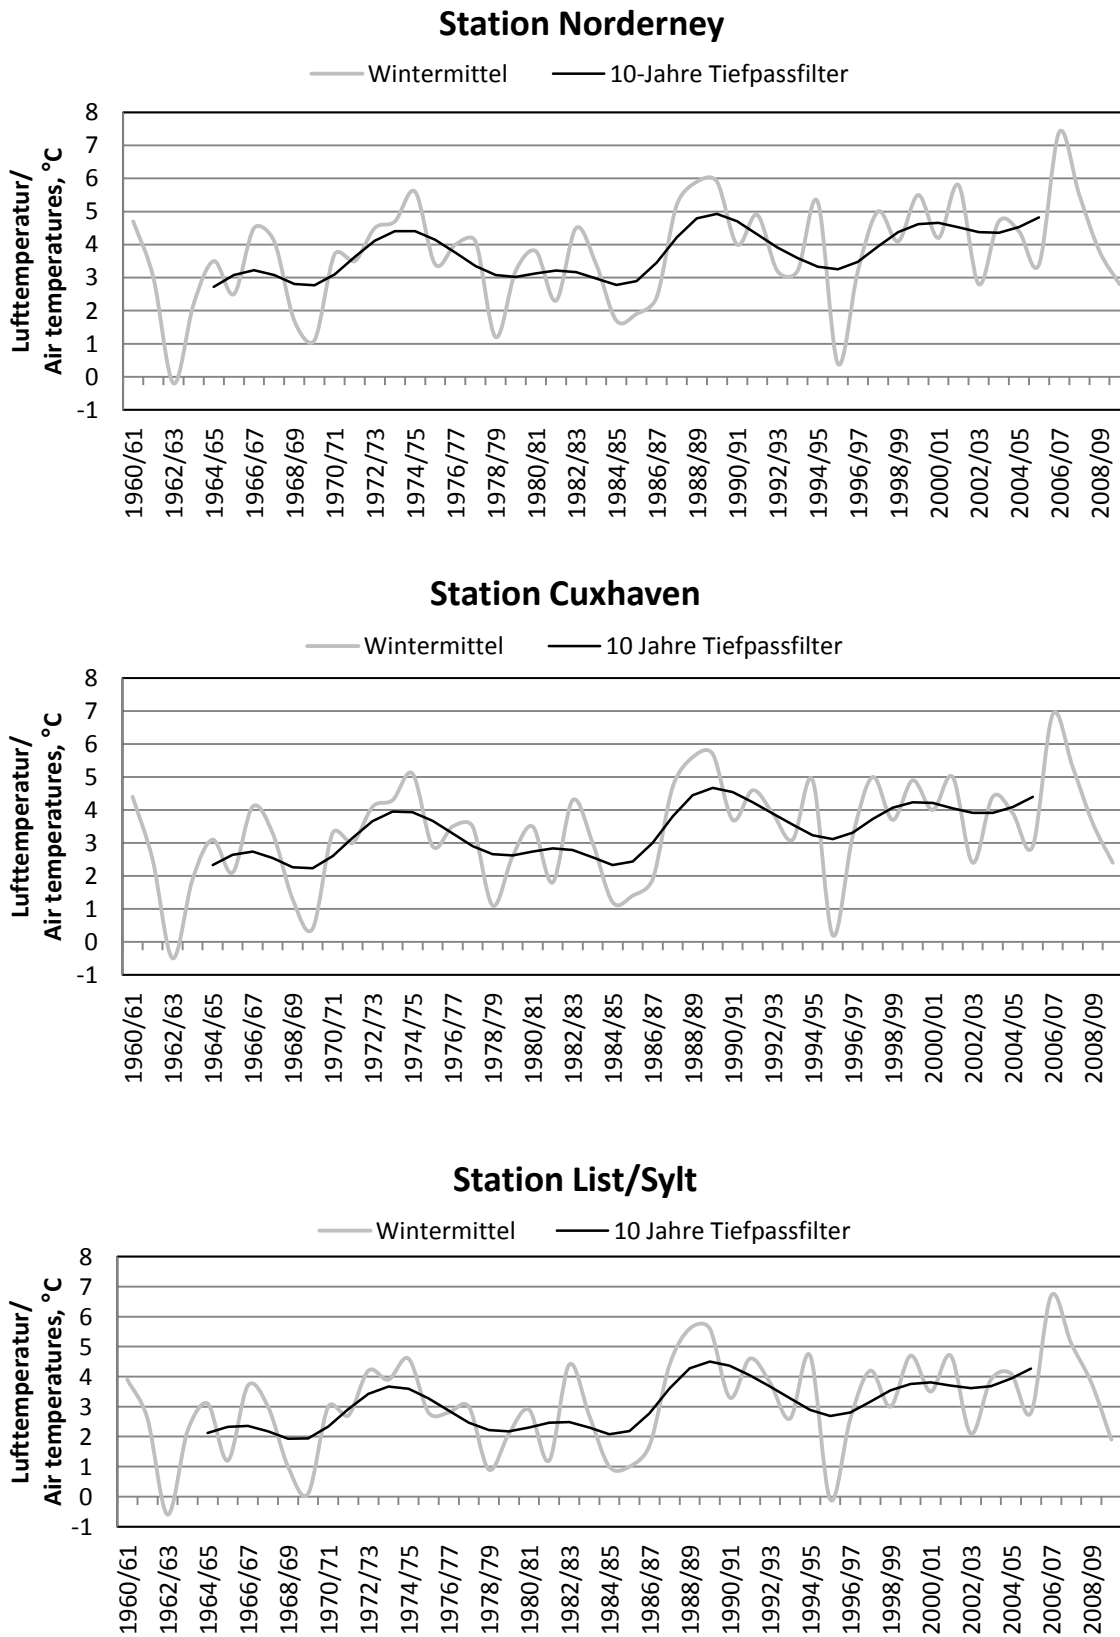 Station Norderney
Wintermittel 10-Jahre Tiefpassfilter
Lufttemperatur/
Air temperatures, °C
8
7
6
5
4
3
2
1
0
-1
1960/61 1962/63 1964/65 1966/67 1968/69 1970/71 1972/73 1974/75 1976/77 1978/79 1980/81 1982/83 1984/85 1986/87 1988/89 1990/91 1992/93 1994/95 1996/97 1998/99 2000/01 2002/03 2004/05 2006/07 2008/09
Station Cuxhaven
Wintermittel 10 Jahre Tiefpassfilter
Lufttemperatur/
Air temperatures, °C
8
7
6
5
4
3
2
1
0
-1
1960/61 1962/63 1964/65 1966/67 1968/69 1970/71 1972/73 1974/75 1976/77 1978/79 1980/81 1982/83 1984/85 1986/87 1988/89 1990/91 1992/93 1994/95 1996/97 1998/99 2000/01 2002/03 2004/05 2006/07 2008/09
Station List/Sylt
Wintermittel 10 Jahre Tiefpassfilter
Lufttemperatur/
Air temperatures, °C
8
7
6
5
4
3
2
1
0
-1
1960/61 1962/63 1964/65 1966/67 1968/69 1970/71 1972/73 1974/75 1976/77 1978/79 1980/81 1982/83 1984/85 1986/87 1988/89 1990/91 1992/93 1994/95 1996/97 1998/99 2000/01 2002/03 2004/05 2006/07 2008/09